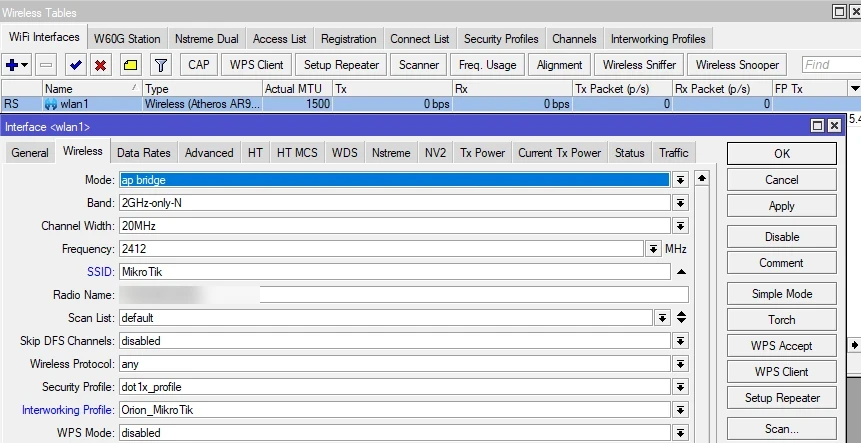 Wireless Tables
WiFi Interfaces W60G Station Nstreme Dual Access List Registration Connect List Security Profiles Channels Interworking Profiles
CAP WPS Client Setup Repeater Scanner Freq. Usage Alignment Wireless Sniffer Wireless Snooper Find
Name / Type Actual MTU Tx Rx Tx Packet (p/s) Rx Packet (p/s) FP Tx
RS wlan1 Wireless (Atheros AR9... 1500 0 bps 0 bps 0 0
Interface <wlan1>
5.4
General Wireless Data Rates Advanced HT HT MCS WDS Nstreme NV2 Tx Power Current Tx Power Status Traffic
Mode: ap bridge
Band: 2GHz-only-N
Channel Width: 20MHz
Frequency: 2412 MHz
SSID: MikroTik
Radio Name:
Scan List: default
Skip DFS Channels: disabled
Wireless Protocol: any
Security Profile: dot1x_profile
Interworking Profile: Orion_MikroTik
WPS Mode: disabled
OK
Cancel
Apply
Disable
Comment
Simple Mode
Torch
WPS Accept
WPS Client
Setup Repeater
Scan...